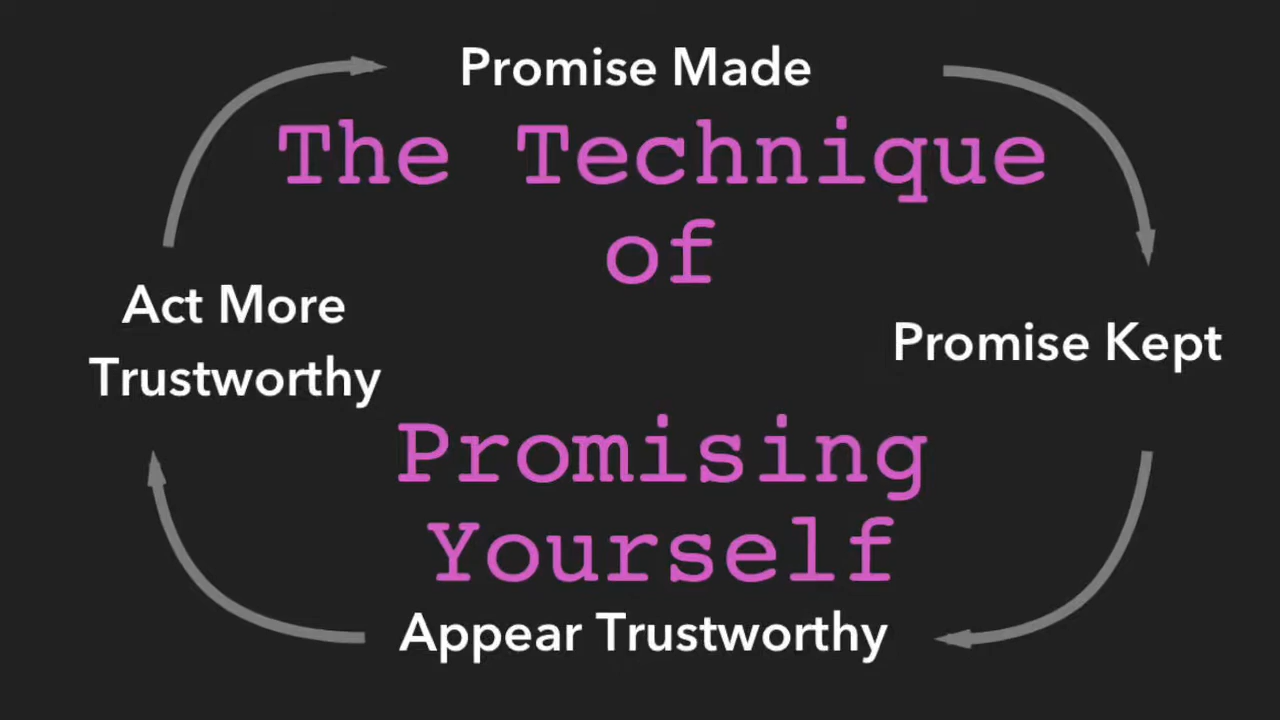 Promise Made
The Technique
of
Act More
Trustworthy
Promise Kept
Promising
Yourself
Appear Trustworthy